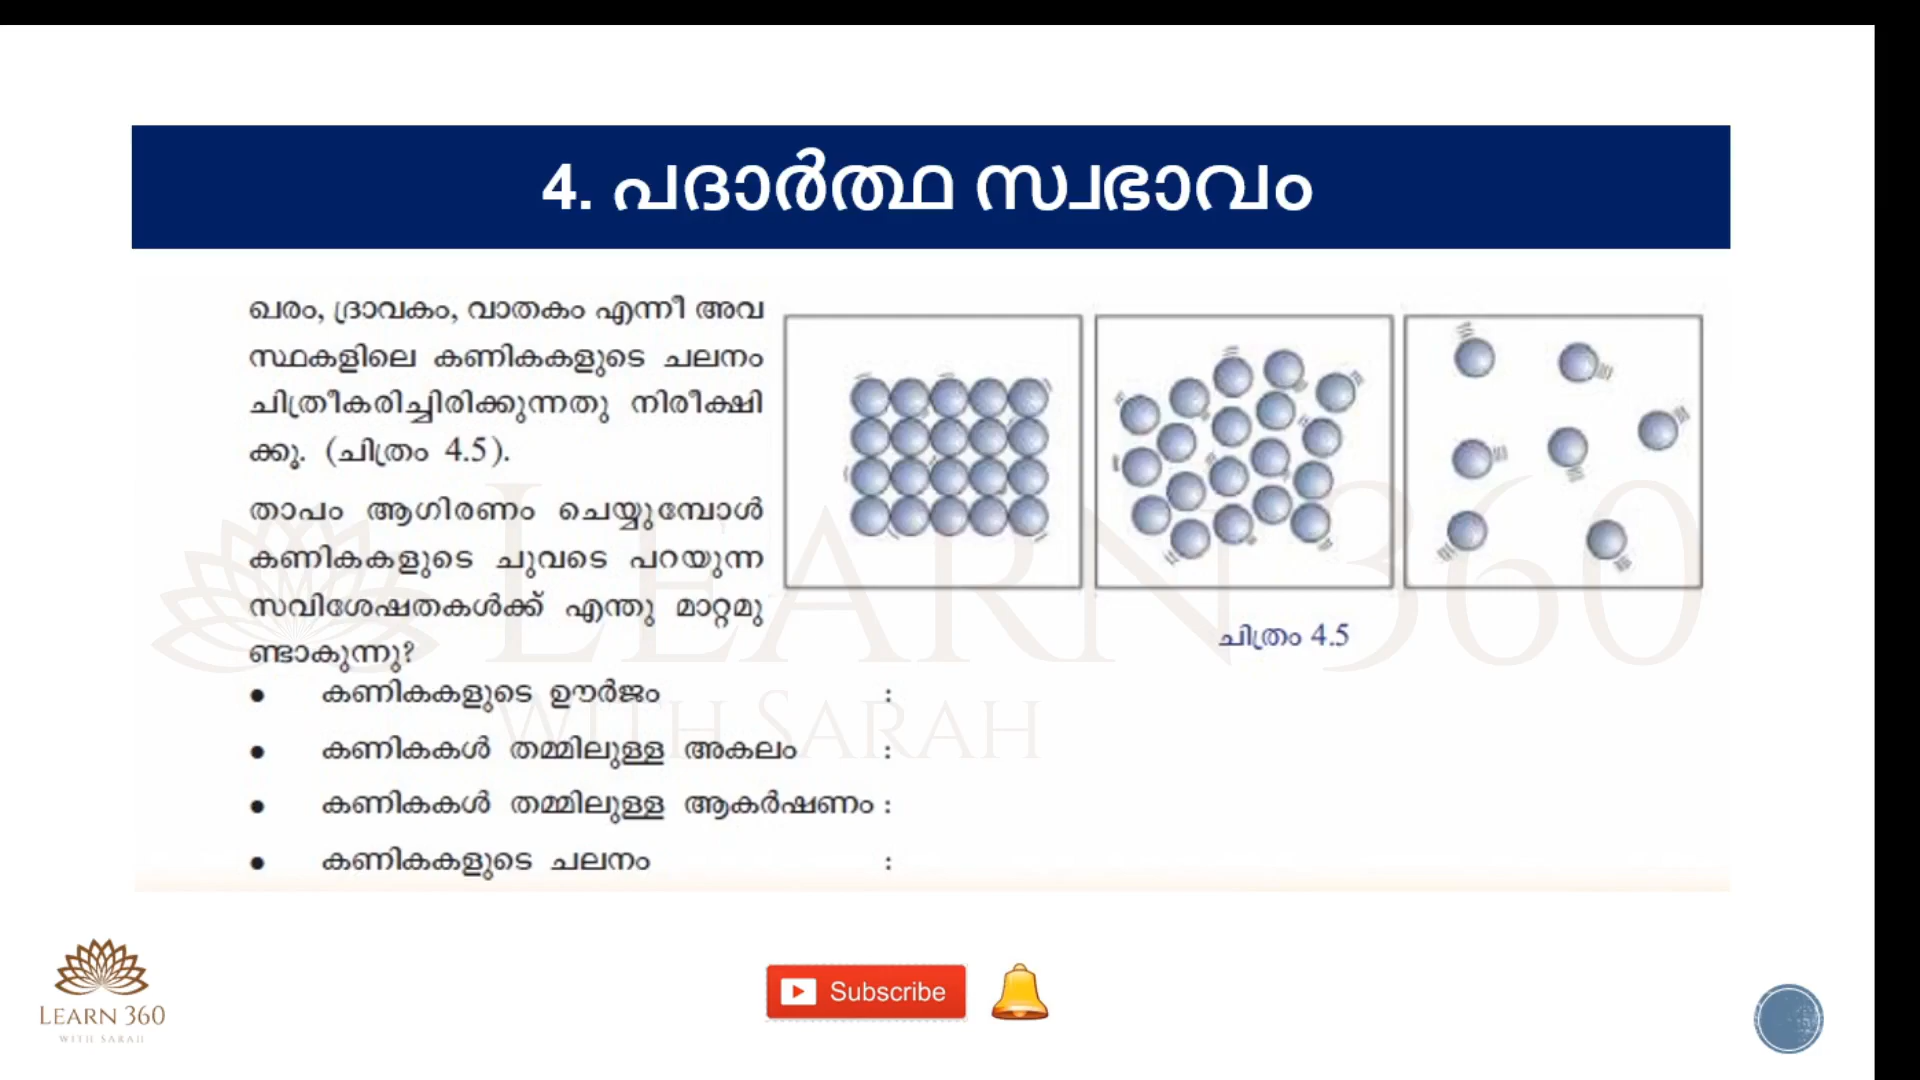 4. പദാർത്ഥ സ്വഭാവം
ഖരം, ദ്രാവകം, വാതകം എന്നീ അവ
സ്ഥകളിലെ കണികകളുടെ ചലനം
ചിത്രീകരിച്ചിരിക്കുന്നതു നിരീക്ഷി
ക്കൂ. (ചിത്രം 4.5).
താപം ആഗിരണം ചെയ്യുമ്പോൾ
കണികകളുടെ ചുവടെ പറയുന്ന
സവിശേഷതകൾക്ക് എന്തു മാറ്റമു
ണ്ടാകുന്നു?
• കണികകളുടെ ഊർജം :
• കണികകൾ തമ്മിലുള്ള അകലം :
• കണികകൾ തമ്മിലുള്ള ആകർഷണം :
• കണികകളുടെ ചലനം :
ചിത്രം 4.5
LEARN 360
WITH SARAH
LEARN 360
WITH SARAH
Subscribe